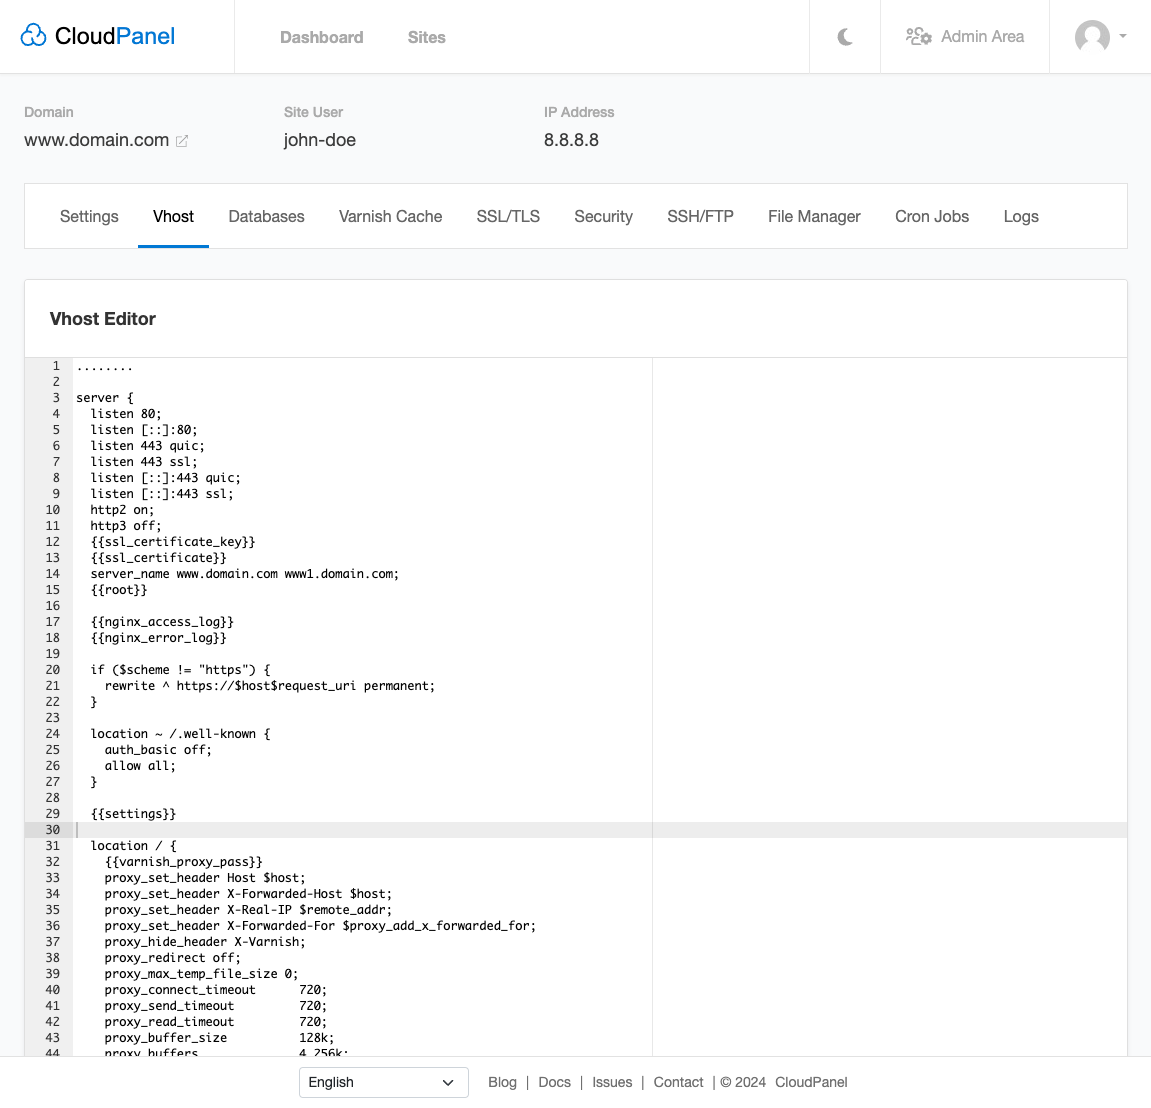 CloudPanel
Dashboard
Sites
Admin Area
Domain
Site User
IP Address
www.domain.com
john-doe
8.8.8.8
Settings
Vhost
Databases
Varnish Cache
SSL/TLS
Security
SSH/FTP
File Manager
Cron Jobs
Logs
Vhost Editor
1 ........
2
3 server {
4 listen 80;
5 listen [::]:80;
6 listen 443 quic;
7 listen 443 ssl;
8 listen [::]:443 quic;
9 listen [::]:443 ssl;
10 http2 on;
11 http3 off;
12 {{ssl_certificate_key}}
13 {{ssl_certificate}}
14 server_name www.domain.com www1.domain.com;
15 {{root}}
16
17 {{nginx_access_log}}
18 {{nginx_error_log}}
19
20 if ($scheme != "https") {
21 rewrite ^ https://$host$request_uri permanent;
22 }
23
24 location ~ /.well-known {
25 auth_basic off;
26 allow all;
27 }
28
29 {{settings}}
30
31 location / {
32 {{varnish_proxy_pass}}
33 proxy_set_header Host $host;
34 proxy_set_header X-Forwarded-Host $host;
35 proxy_set_header X-Real-IP $remote_addr;
36 proxy_set_header X-Forwarded-For $proxy_add_x_forwarded_for;
37 proxy_hide_header X-Varnish;
38 proxy_redirect off;
39 proxy_max_temp_file_size 0;
40 proxy_connect_timeout 720;
41 proxy_send_timeout 720;
42 proxy_read_timeout 720;
43 proxy_buffer_size 128k;
44 proxy_buffers 4 256k;
English
Blog | Docs | Issues | Contact | © 2024 CloudPanel